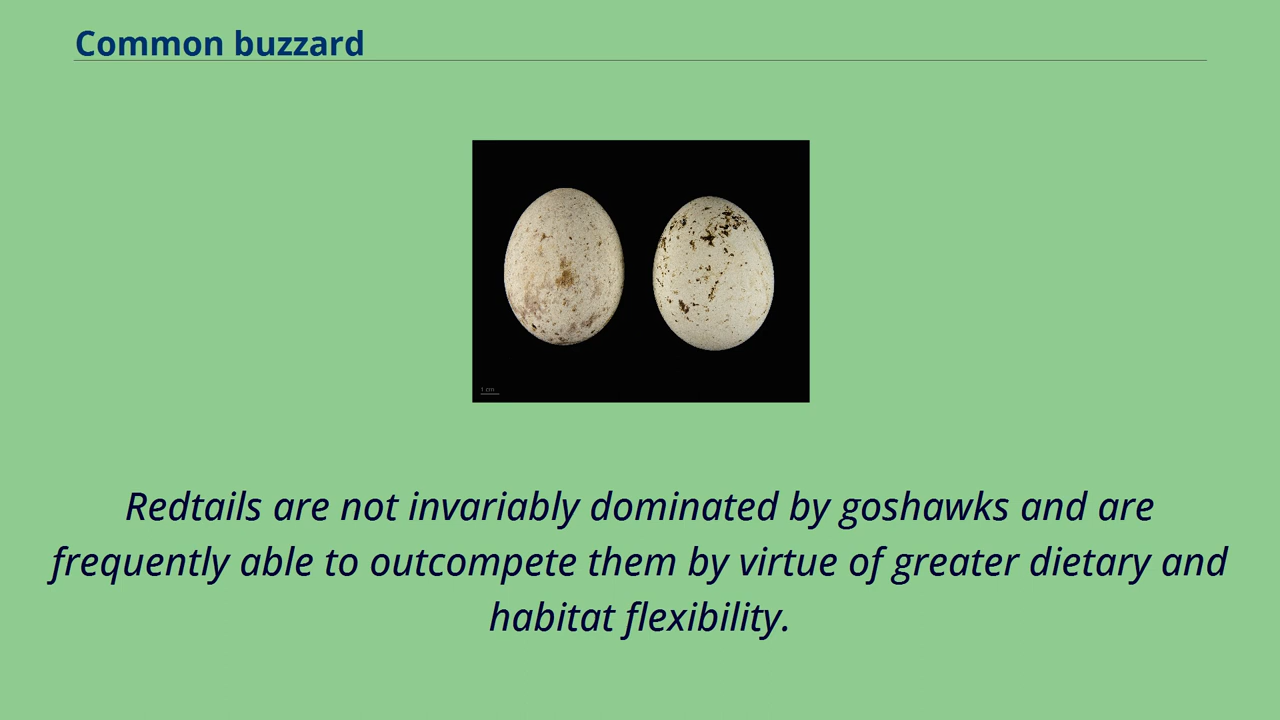 Common buzzard
1 cm
Redtails are not invariably dominated by goshawks and are
frequently able to outcompete them by virtue of greater dietary and
habitat flexibility.